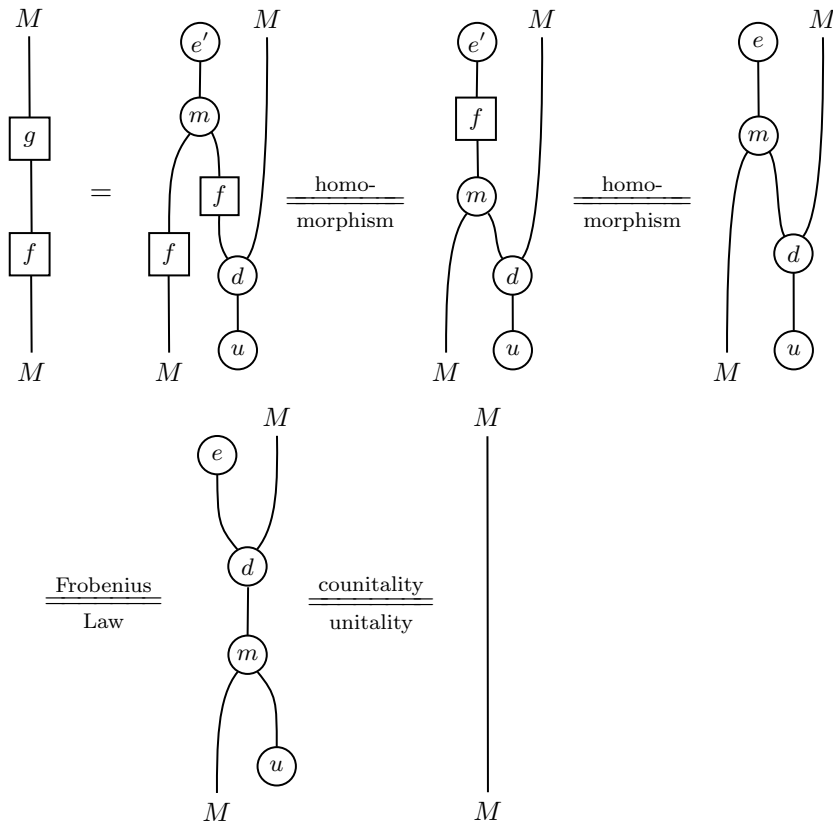 M M M M
e′ e′ e
g m f m
= f homo- m homo-
f f d morphism d morphism d
u u u
M M M M
M M
e
d
Frobenius counitality
Law unitality
m
u
M M